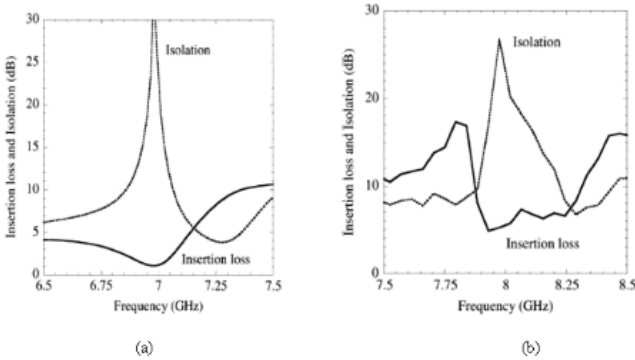 Insertion loss and Isolation (dB)
30
25
20
15
10
5
0
Isolation
Insertion loss
6.5 6.75 7 7.25 7.5
Frequency (GHz)
(a)
Insertion loss and Isolation (dB)
30
20
10
0
Isolation
Insertion loss
7.5 7.75 8 8.25 8.5
Frequency (GHz)
(b)